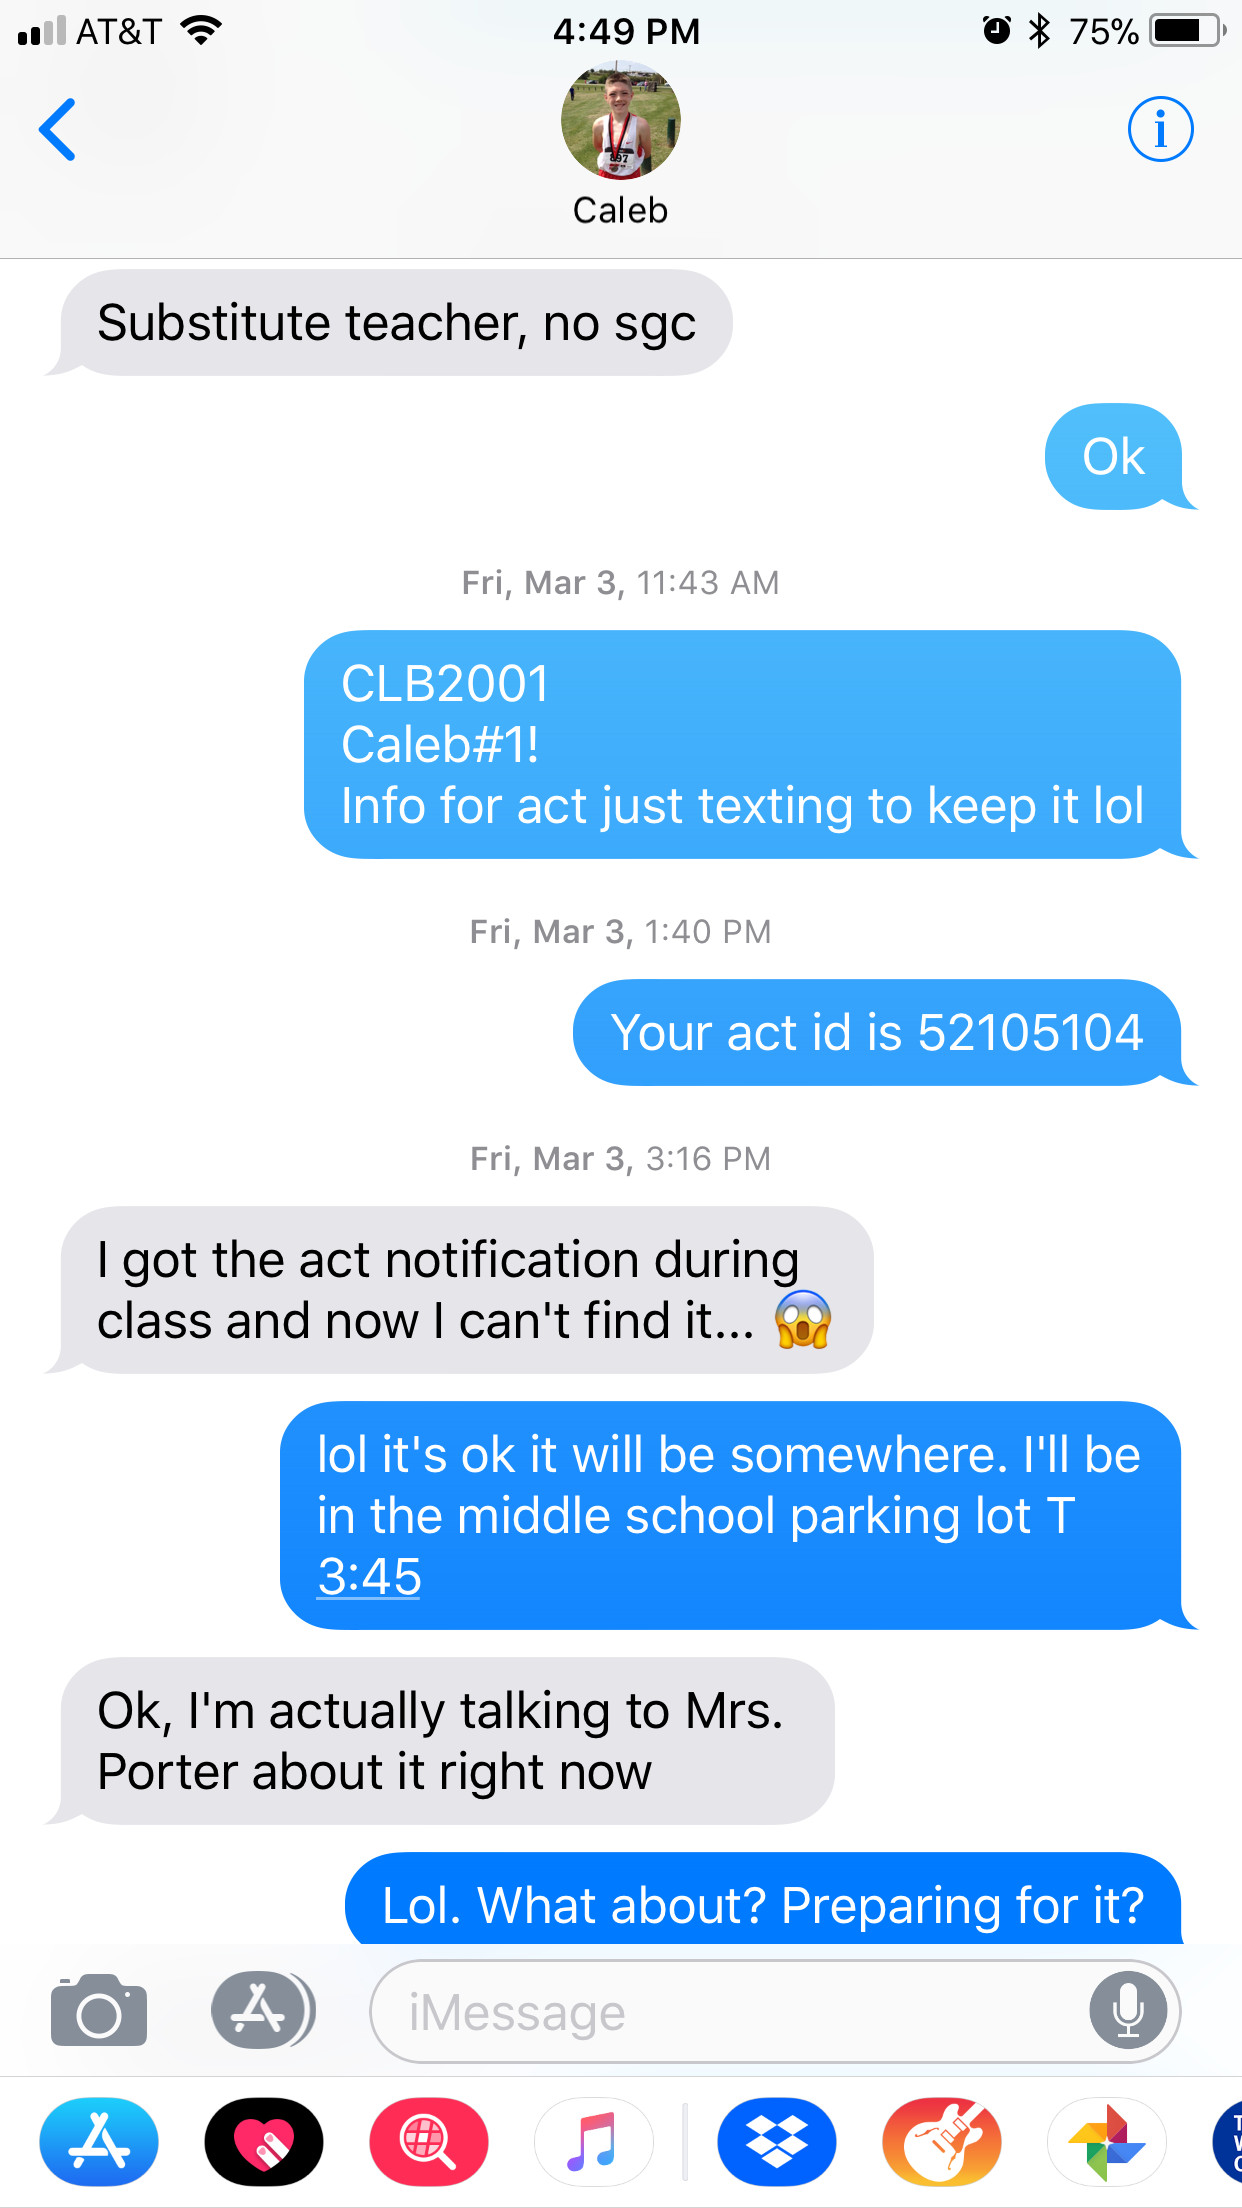 AT&T 4:49 PM 75%
897
Caleb
Substitute teacher, no sgc
Ok
Fri, Mar 3, 11:43 AM
CLB2001
Caleb#1!
Info for act just texting to keep it lol
Fri, Mar 3, 1:40 PM
Your act id is 52105104
Fri, Mar 3, 3:16 PM
I got the act notification during
class and now I can't find it... 😱
lol it's ok it will be somewhere. I'll be
in the middle school parking lot T
3:45
Ok, I'm actually talking to Mrs.
Porter about it right now
Lol. What about? Preparing for it?
iMessage